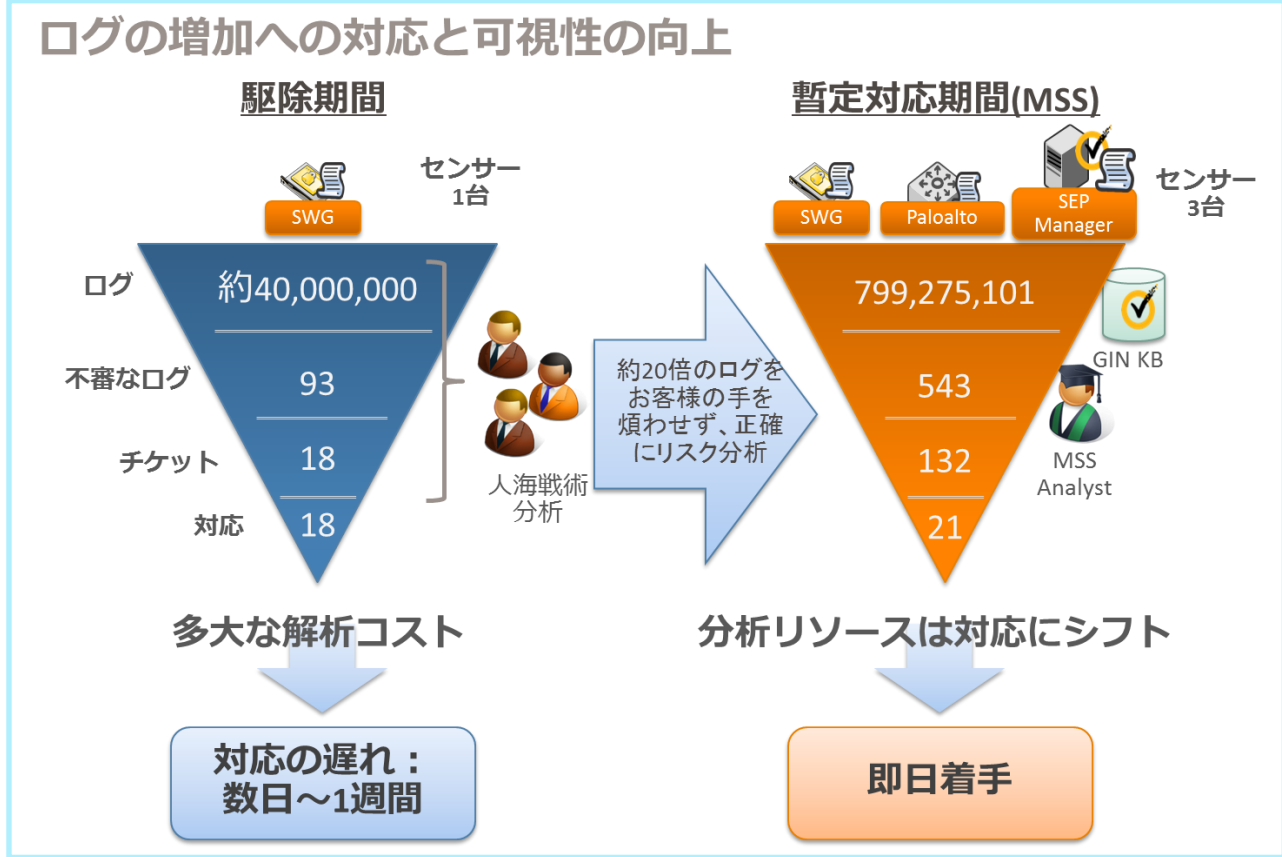 ログの増加への対応と可視性の向上
駆除期間
センサー
1台
SWG
ログ
約40,000,000
不審なログ
93
チケット
18
対応
18
人海戦術
分析
多大な解析コスト
対応の遅れ：
数日～1週間
約20倍のログを
お客様の手を
煩わせず、正確
にリスク分析
暫定対応期間(MSS)
SWG
Paloalto
SEP
Manager
センサー
3台
799,275,101
GIN KB
543
132
MSS
Analyst
21
分析リソースは対応にシフト
即日着手